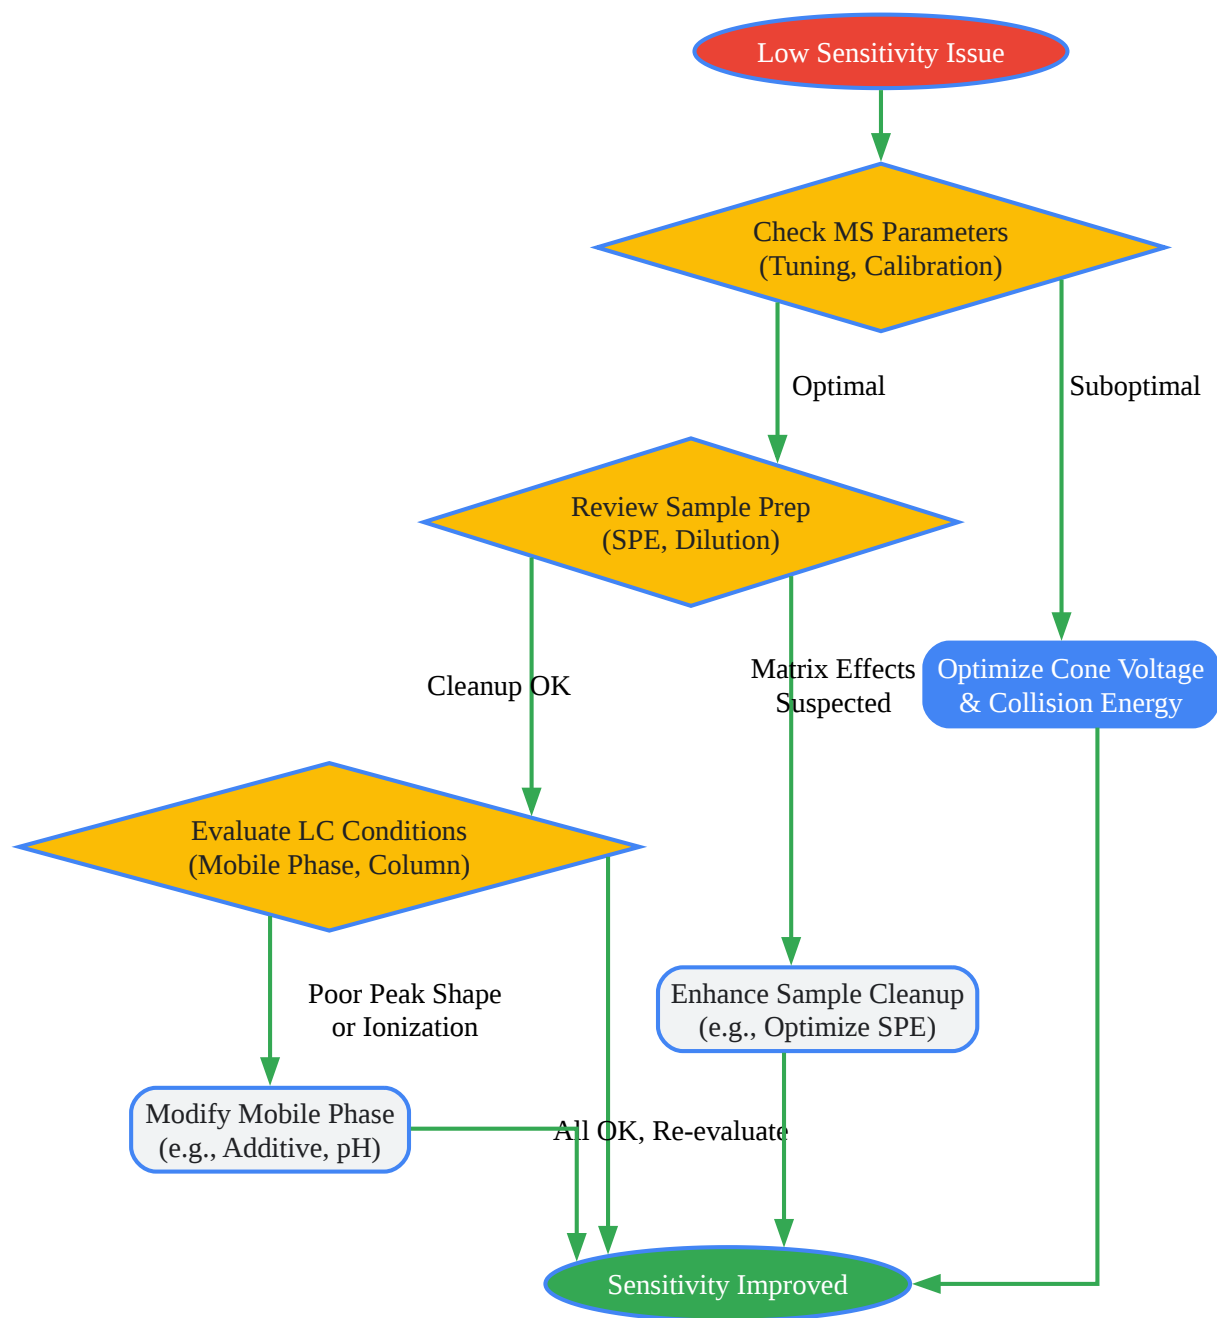 Low Sensitivity Issue
Check MS Parameters
(Tuning, Calibration)
Optimal
Suboptimal
Review Sample Prep
(SPE, Dilution)
Cleanup OK
Matrix Effects
Suspected
Optimize Cone Voltage
& Collision Energy
Evaluate LC Conditions
(Mobile Phase, Column)
Poor Peak Shape
or Ionization
Enhance Sample Cleanup
(e.g., Optimize SPE)
Modify Mobile Phase
(e.g., Additive, pH)
All OK, Re-evaluate
Sensitivity Improved